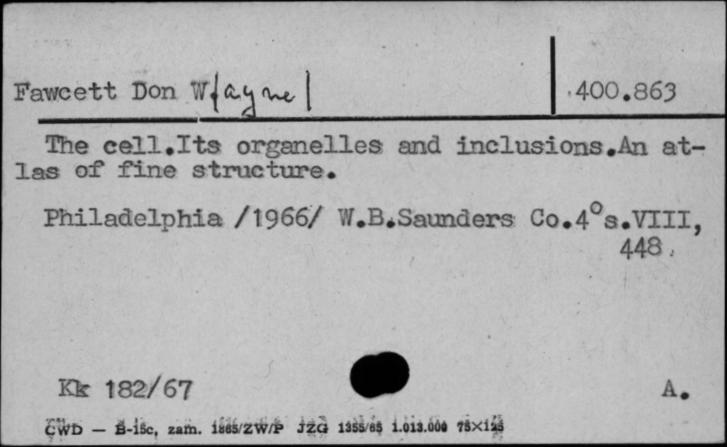 Fawcett Don W/ayne/
400.863
The cell.Its organelles and inclusions.An at-
las of fine structure.
Philadelphia /1966/ W.B.Saunders Co.4°s.VIII,
448.
Kk 182/67
A.
CWD — B-15c, zam. 1865/ZW/P JZG 1355/65 1.013.000 75×125